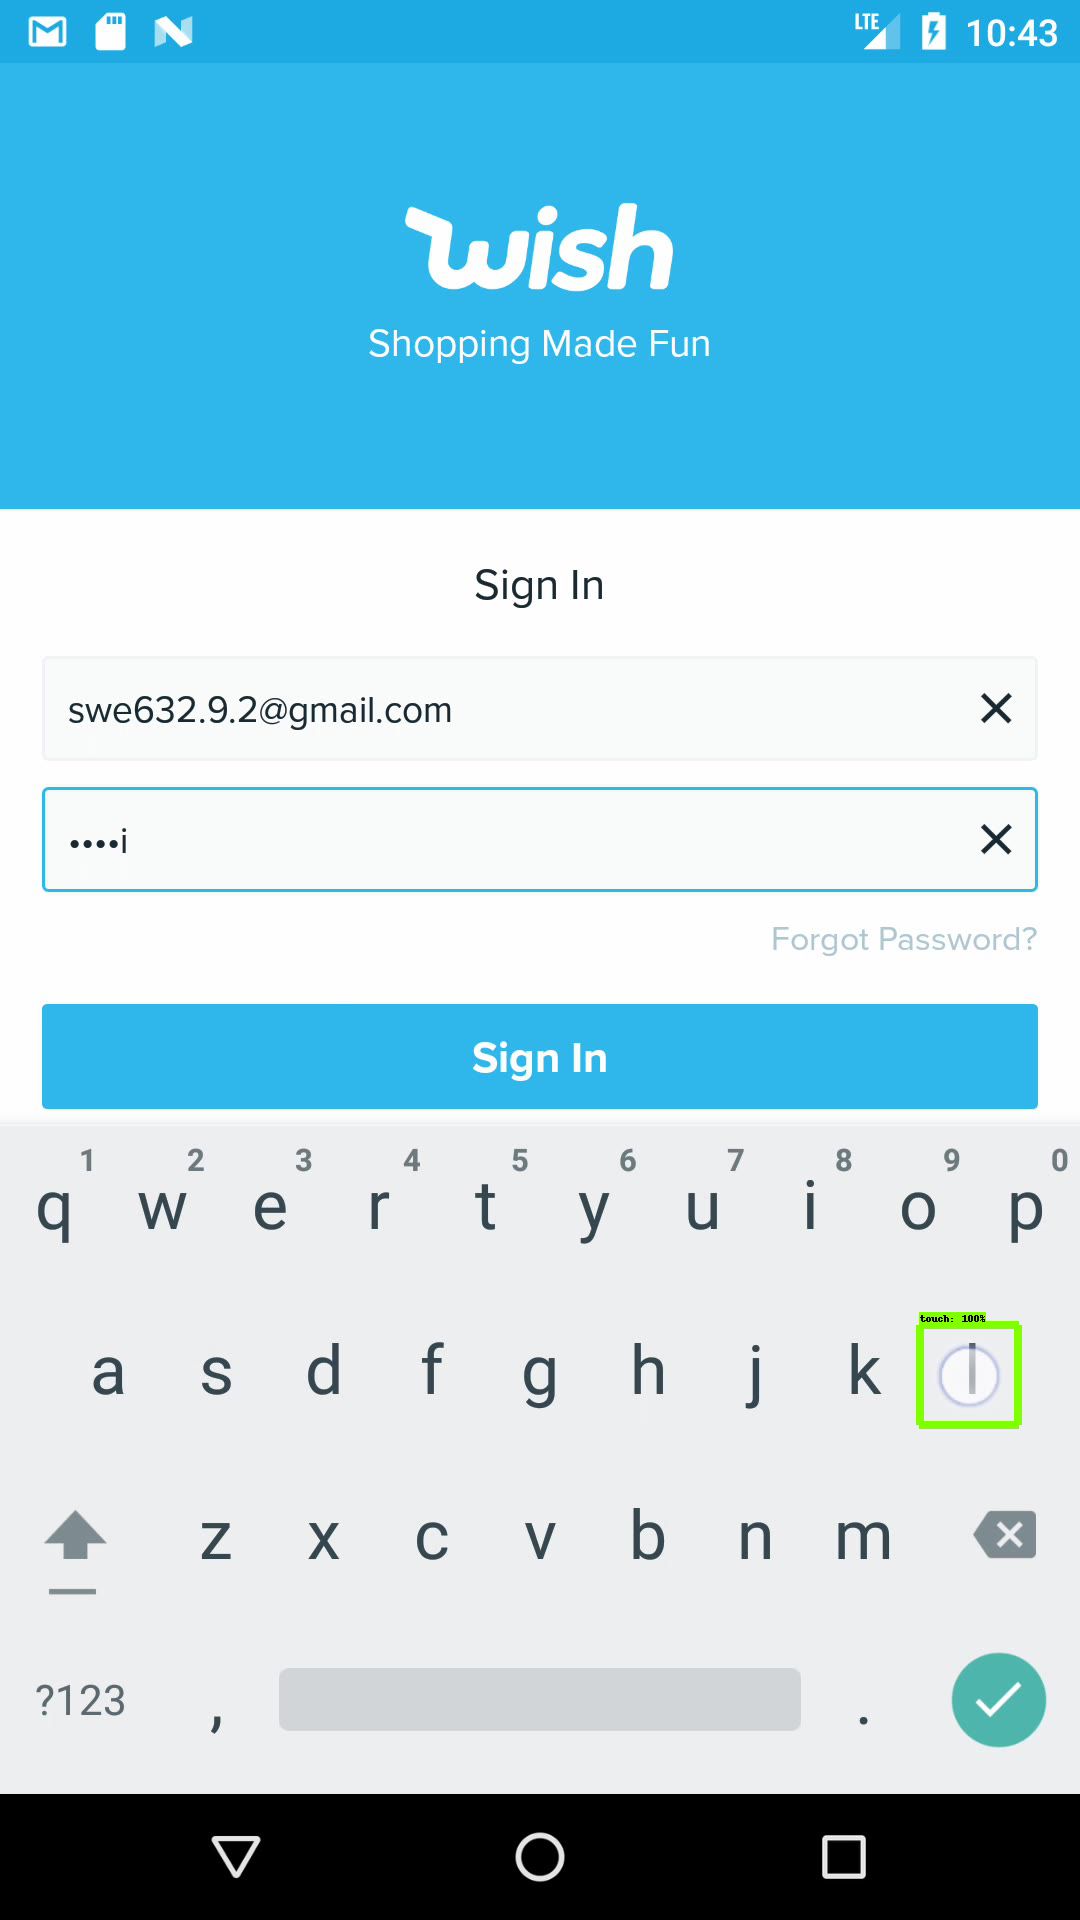 LTE 10:43
wish
Shopping Made Fun
Sign In
swe632.9.2@gmail.com
••••i
Forgot Password?
Sign In
1 2 3 4 5 6 7 8 9 0
q w e r t y u i o p
touch: 100%
a s d f g h j k l
z x c v b n m
?123 , .